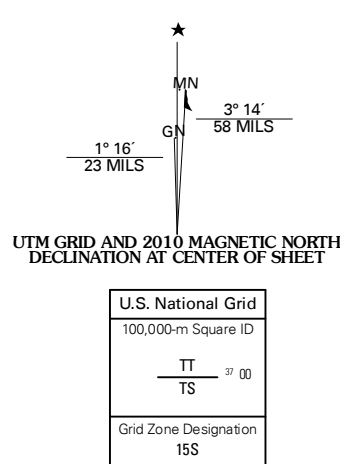 MN
3° 14´
58 MILS
GN
1° 16´
23 MILS
UTM GRID AND 2010 MAGNETIC NORTH
DECLINATION AT CENTER OF SHEET
U.S. National Grid
100,000-m Square ID
TT
37 00
TS
Grid Zone Designation
15S